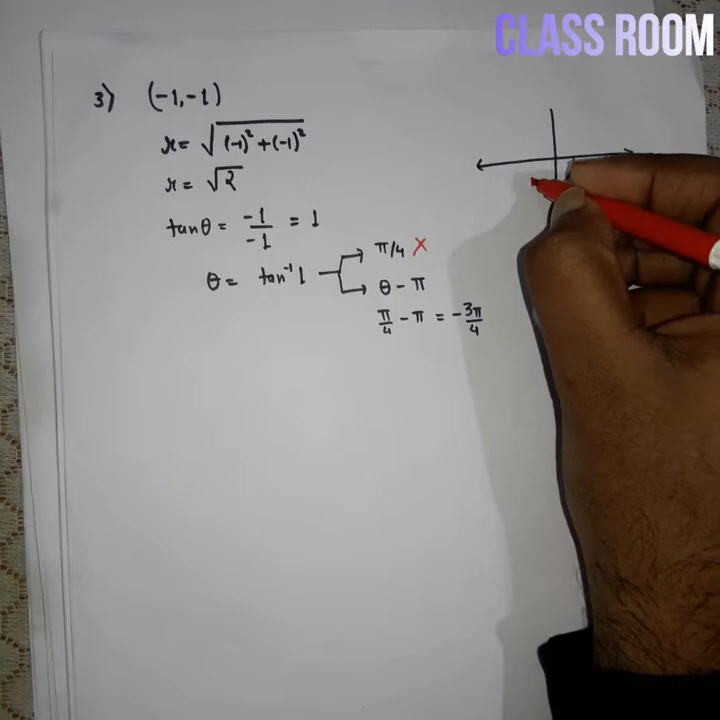 CLASS ROOM
3) (-1,-1)
r = √((-1)² + (-1)²)
r = √2
tanθ = -1/-1 = 1
θ = tan⁻¹ 1 → π/4 ✗
→ θ - π
π/4 - π = -3π/4